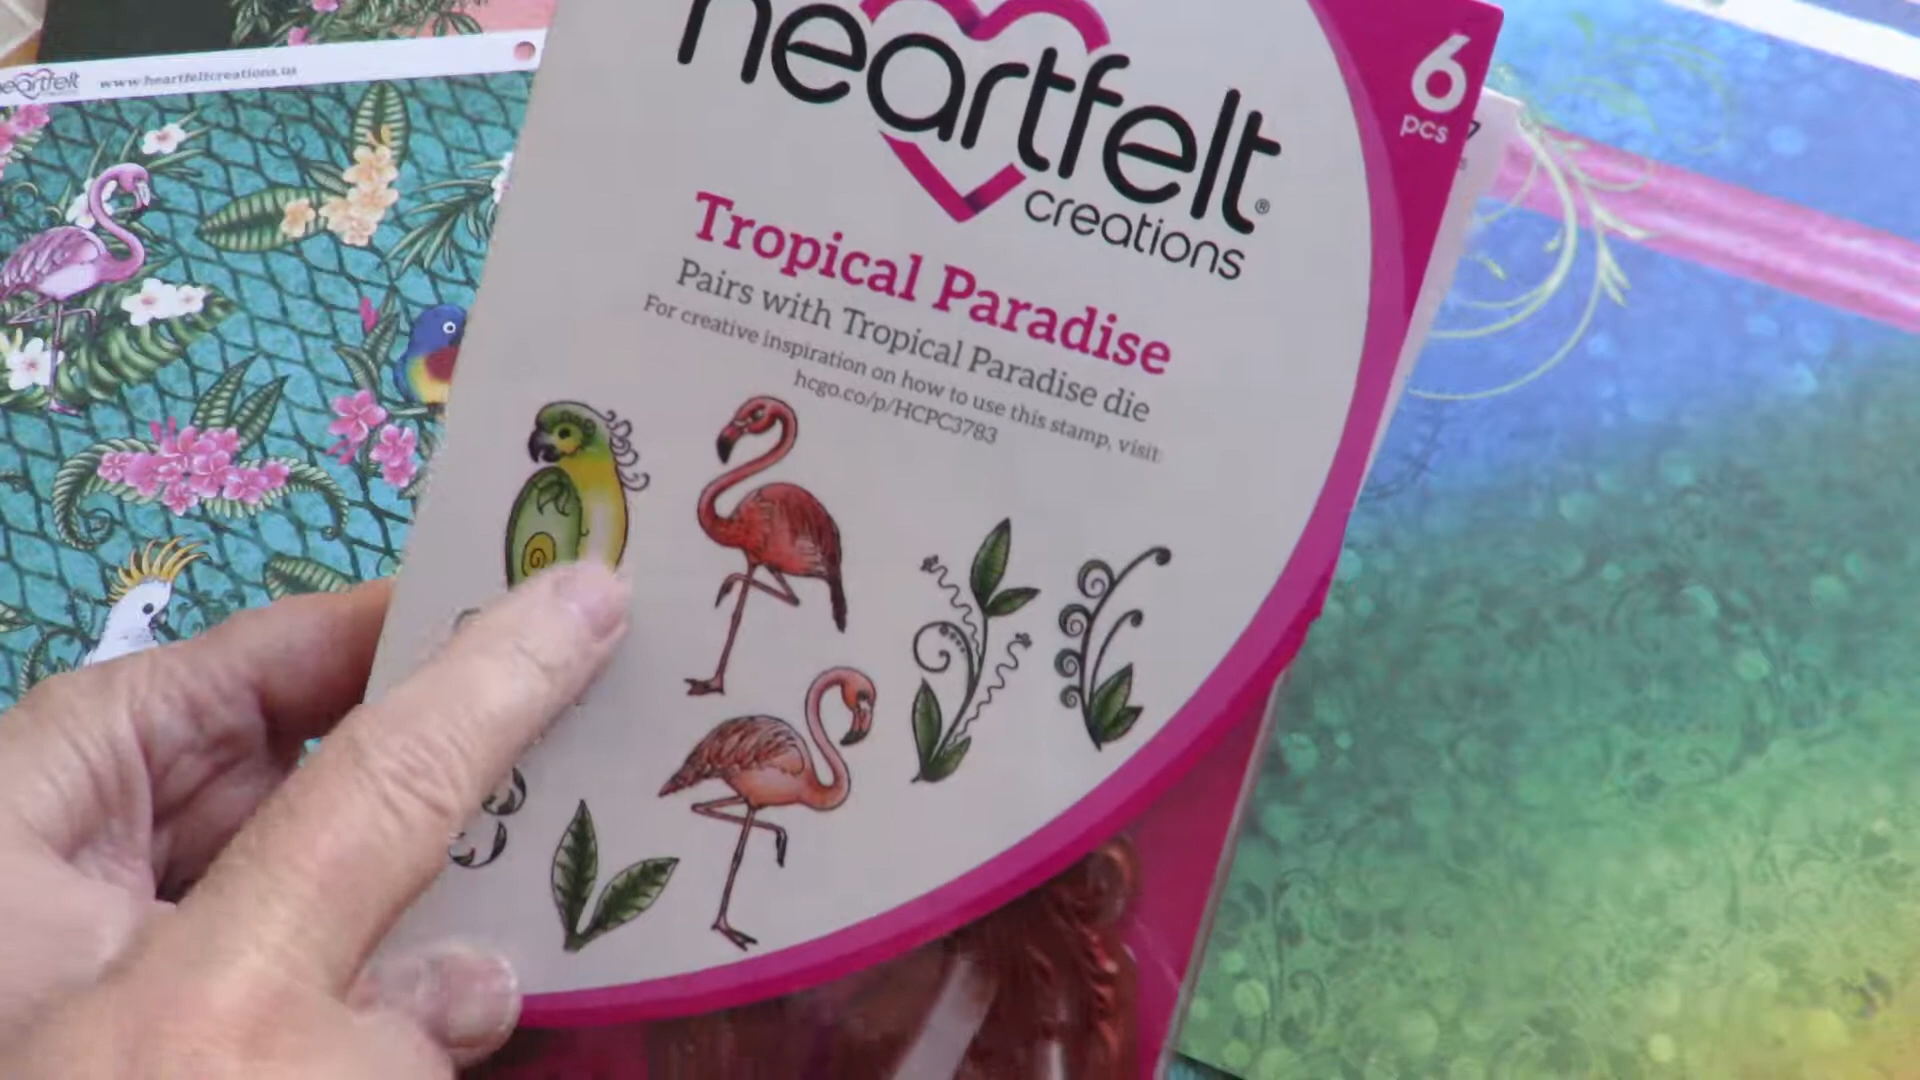 heartfelt
www.heartfeltcreations.us
heartfelt®
creations
6
pcs
Tropical Paradise
Pairs with Tropical Paradise die
For creative inspiration on how to use this stamp, visit:
hcgo.co/p/HCPC3783